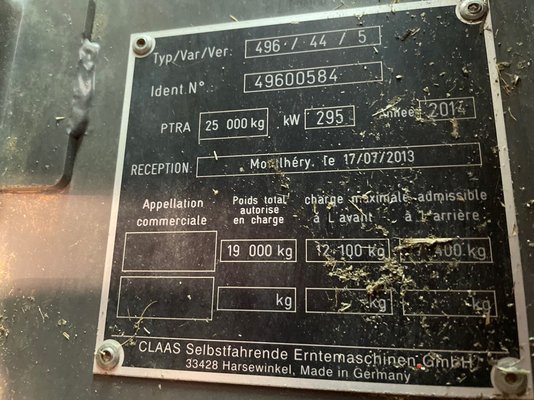 Typ/Var/Ver: 496 / 44 / 5
Ident.N° 49600584
PTRA 25 000 kg kW 295 Année 2014
RECEPTION: Montlhéry, le 17/07/2013
Appellation commerciale Poids total autorise en charge charge maximale admissible à l'avant à l'arrière
19 000 kg 12 100 kg kg
kg kg kg
CLAAS Selbstfahrende Erntemaschinen GmbH
33428 Harsewinkel, Made in Germany